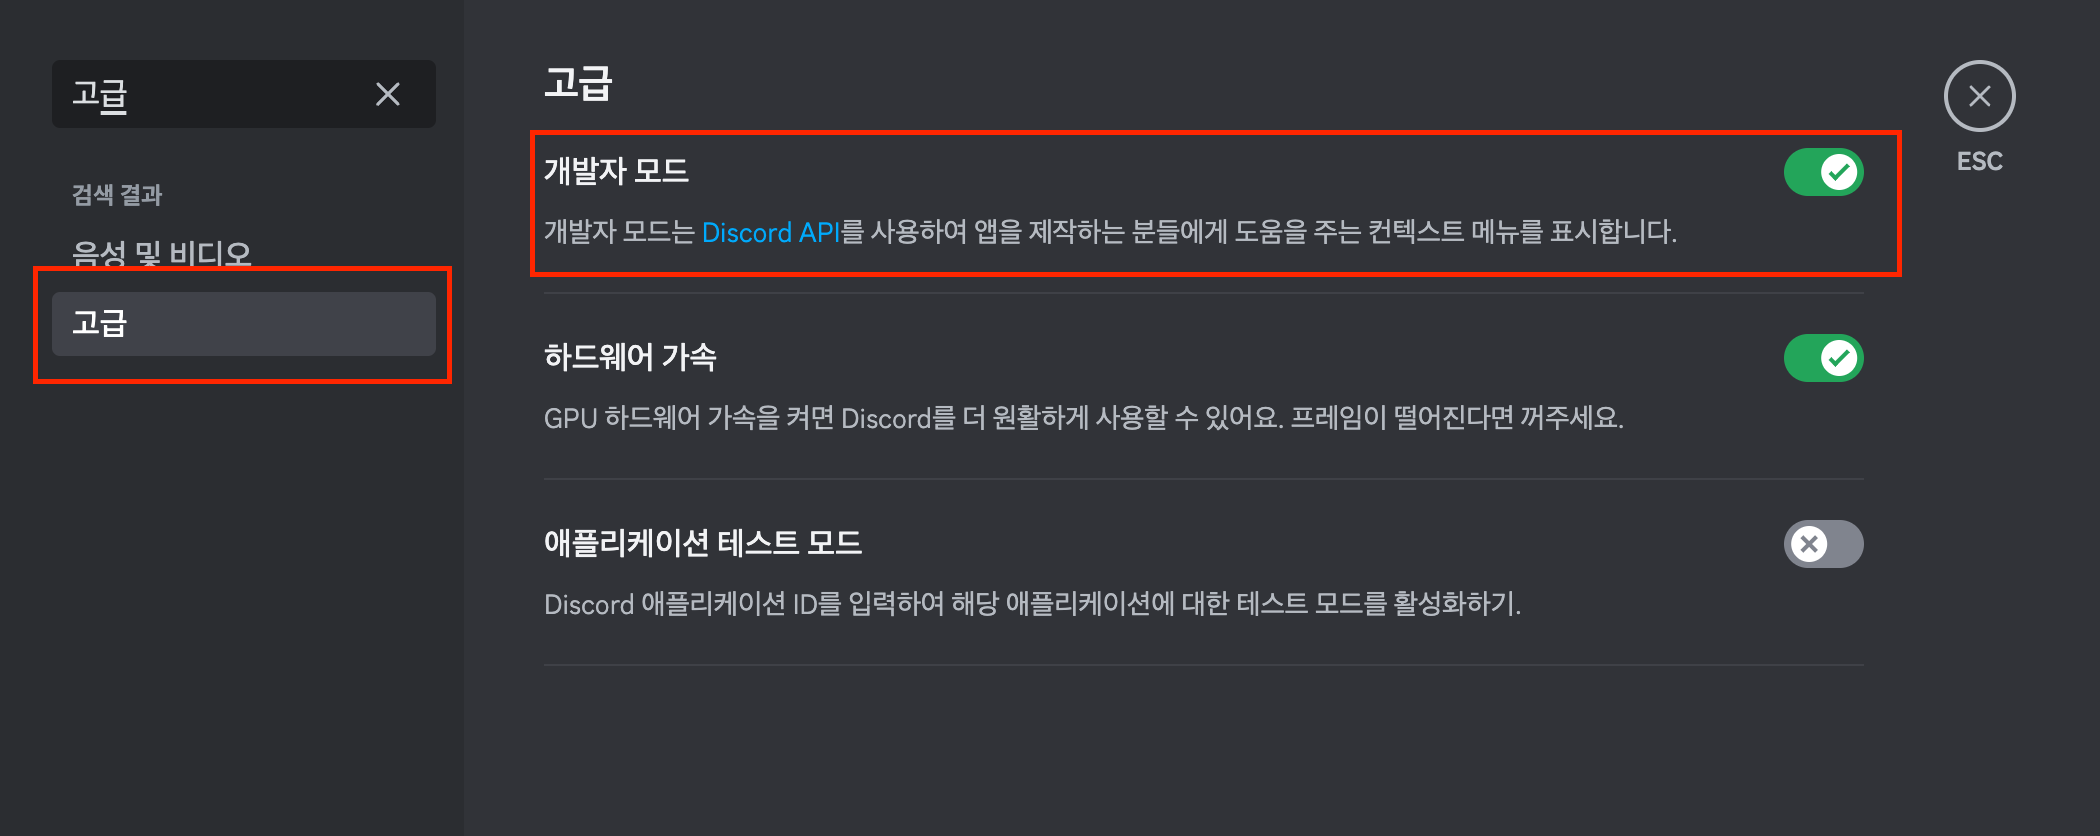 고급
검색 결과
음성 및 비디오
고급
고급
개발자 모드
개발자 모드는 Discord API를 사용하여 앱을 제작하는 분들에게 도움을 주는 컨텍스트 메뉴를 표시합니다.
하드웨어 가속
GPU 하드웨어 가속을 켜면 Discord를 더 원활하게 사용할 수 있어요. 프레임이 떨어진다면 꺼주세요.
애플리케이션 테스트 모드
Discord 애플리케이션 ID를 입력하여 해당 애플리케이션에 대한 테스트 모드를 활성화하기.
ESC